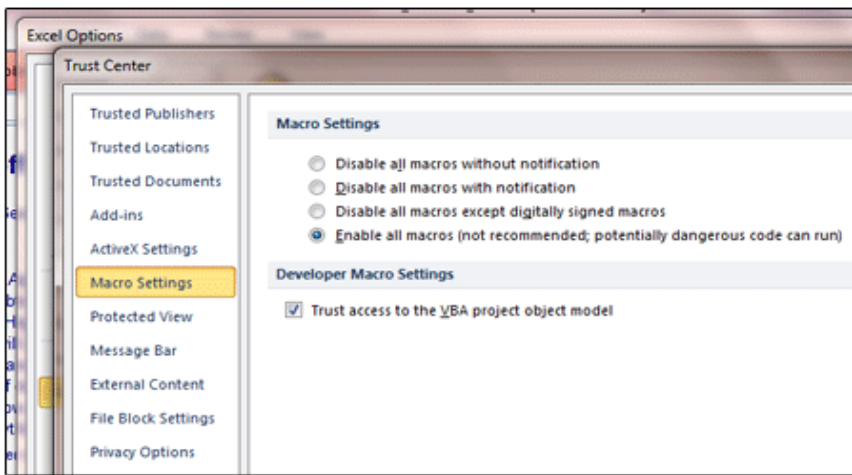 Excel Options
Trust Center
Trusted Publishers
Trusted Locations
Trusted Documents
Add-ins
ActiveX Settings
Macro Settings
Protected View
Message Bar
External Content
File Block Settings
Privacy Options
Macro Settings
Disable all macros without notification
Disable all macros with notification
Disable all macros except digitally signed macros
Enable all macros (not recommended; potentially dangerous code can run)
Developer Macro Settings
Trust access to the VBA project object model